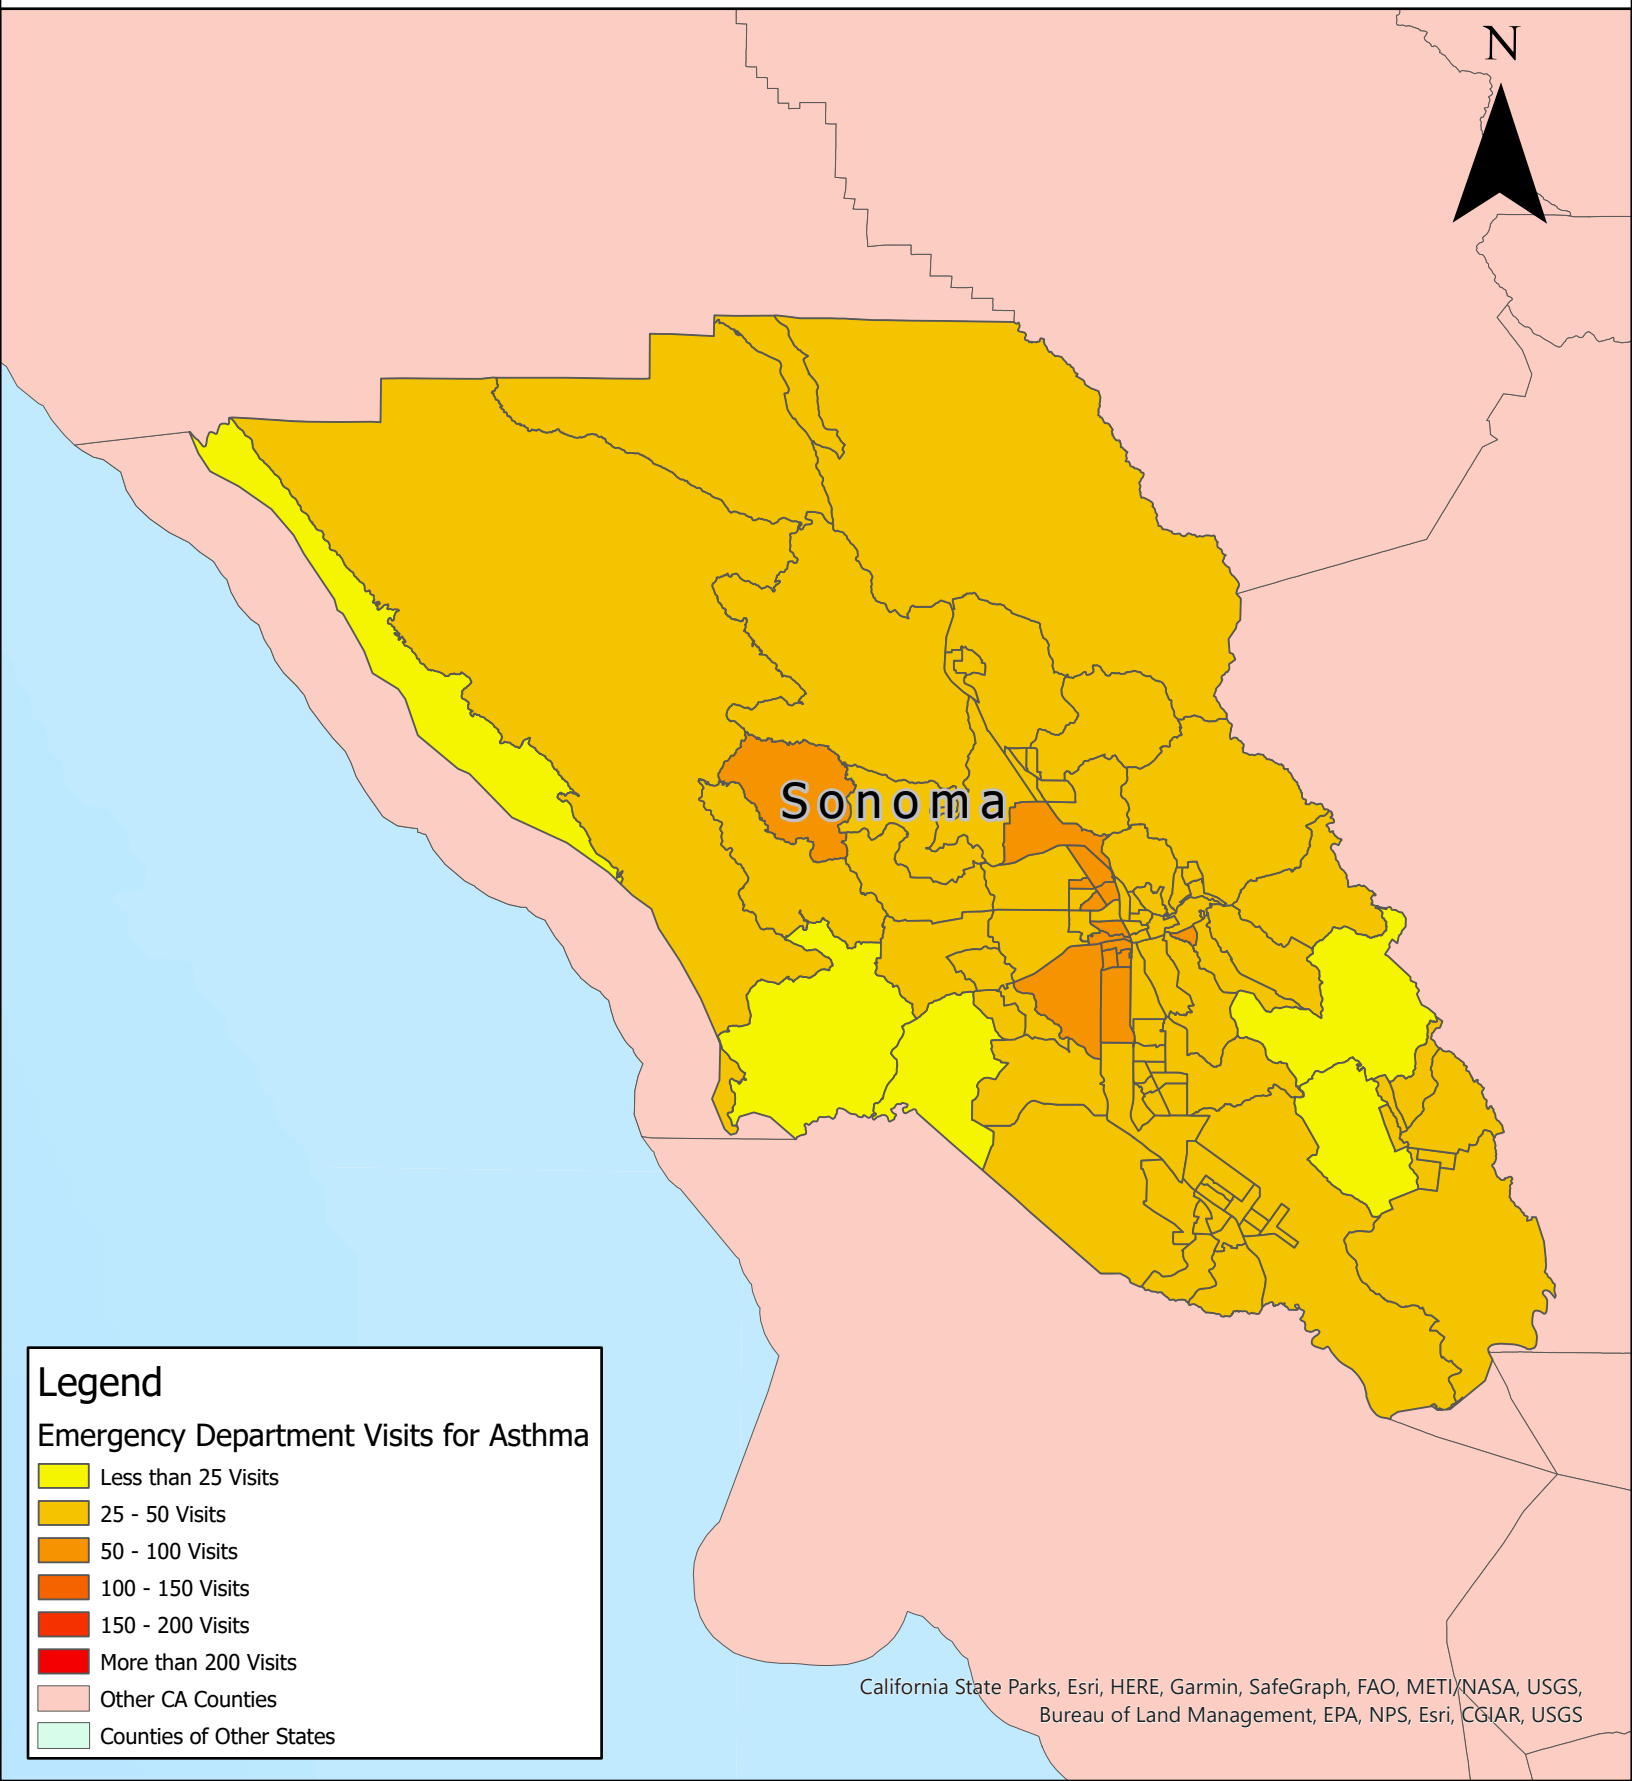 N
Sonoma
Legend
Emergency Department Visits for Asthma
Less than 25 Visits
25 - 50 Visits
50 - 100 Visits
100 - 150 Visits
150 - 200 Visits
More than 200 Visits
Other CA Counties
Counties of Other States
California State Parks, Esri, HERE, Garmin, SafeGraph, FAO, METI/NASA, USGS,
Bureau of Land Management, EPA, NPS, Esri, CGIAR, USGS